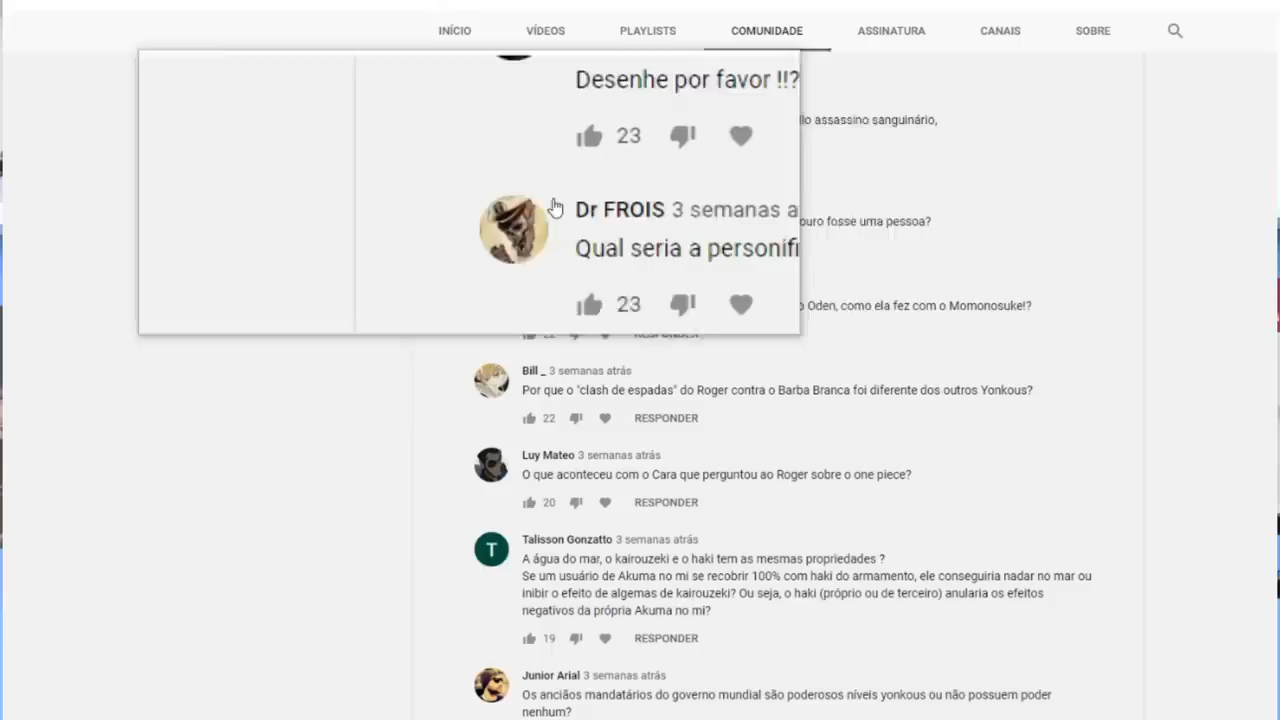 INÍCIO VÍDEOS PLAYLISTS COMUNIDADE ASSINATURA CANAIS SOBRE
Desenhe por favor !!?
assassino sanguinário,
23
Dr FROIS 3 semanas a
ouro fosse uma pessoa?
Qual seria a personifi
23
Oden, como ela fez com o Momonosuke!?
RESPONDER
Bill _ 3 semanas atrás
Por que o "clash de espadas" do Roger contra o Barba Branca foi diferente dos outros Yonkous?
22 RESPONDER
Luy Mateo 3 semanas atrás
O que aconteceu com o Cara que perguntou ao Roger sobre o one piece?
20 RESPONDER
T
Talisson Gonzatto 3 semanas atrás
A água do mar, o kairouzeki e o haki tem as mesmas propriedades ?
Se um usuário de Akuma no mi se recobrir 100% com haki do armamento, ele conseguiria nadar no mar ou
inibir o efeito de algemas de kairouzeki? Ou seja, o haki (próprio ou de terceiro) anularia os efeitos
negativos da própria Akuma no mi?
19 RESPONDER
Junior Arial 3 semanas atrás
Os anciãos mandatários do governo mundial são poderosos níveis yonkous ou não possuem poder
nenhum?